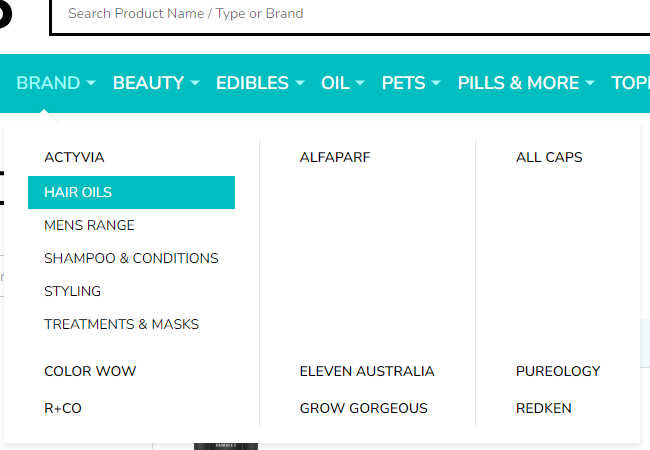 Search Product Name / Type or Brand
BRAND BEAUTY EDIBLES OIL PETS PILLS & MORE
ACTYVIA ALFAPARF ALL CAPS
HAIR OILS
MENS RANGE
SHAMPOO & CONDITIONS
STYLING
TREATMENTS & MASKS
COLOR WOW ELEVEN AUSTRALIA PUREOLOGY
R+CO GROW GORGEOUS REDKEN